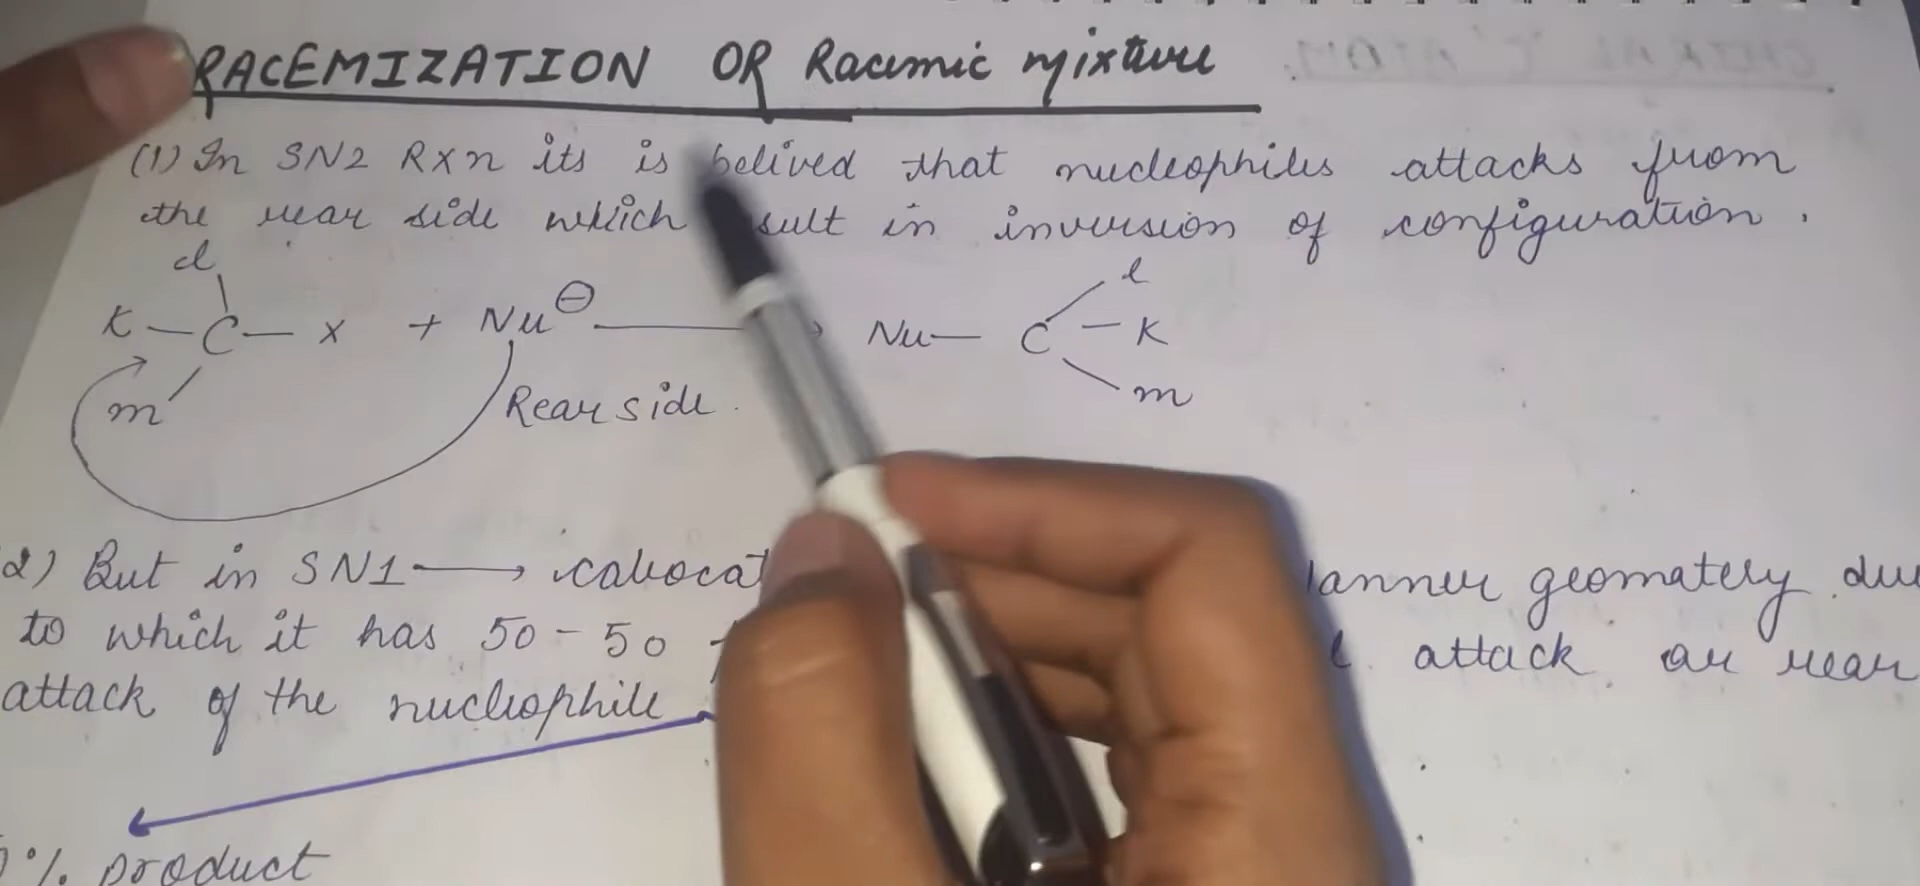 RACEMIZATION OR Racemic mixture
(1) In SN2 Rxn its is belived that nucleophiles attacks from
the rear side which sult in inversion of configuration.
d
K — C — X + Nu⊖ → Nu — C — K
l
m
m
Rear side.
2) But in SN1 → lanner geomatery due
to which it has 50-50 attack rear
attack of the nucleophile
% product